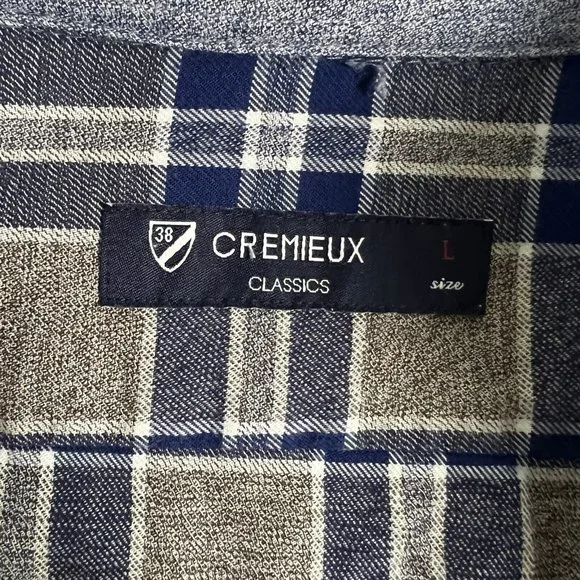 38
CREMIEUX
CLASSICS
L
size